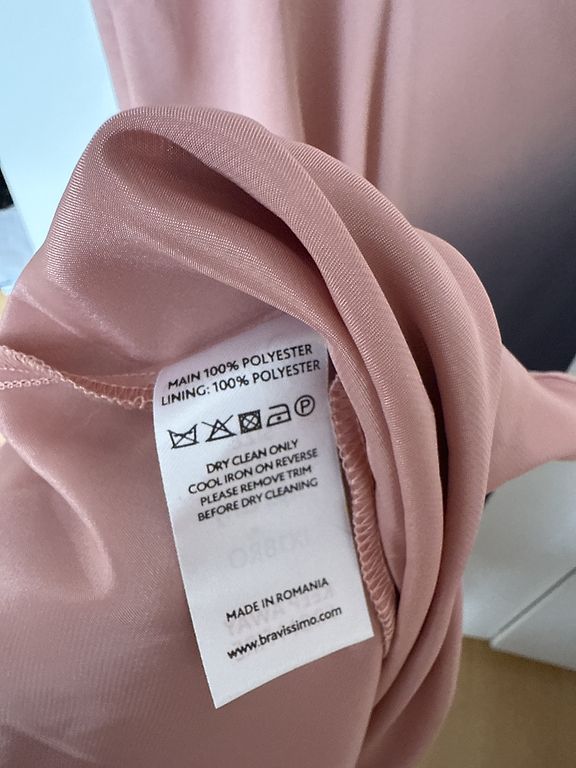 MAIN 100% POLYESTER
LINING: 100% POLYESTER
P
DRY CLEAN ONLY
COOL IRON ON REVERSE
PLEASE REMOVE TRIM
BEFORE DRY CLEANING
MADE IN ROMANIA
www.bravissimo.com